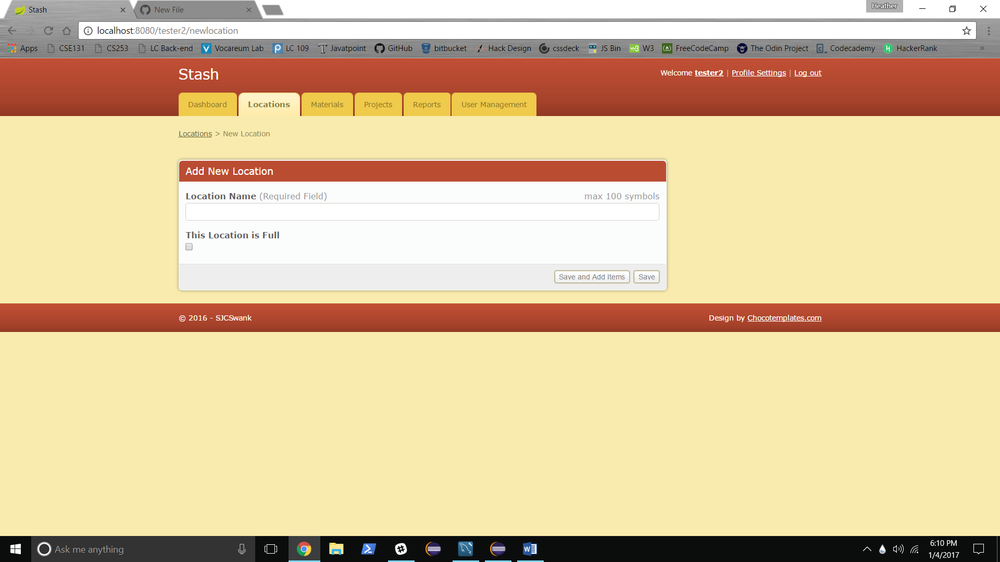 Stash
New File
Heather
localhost:8080/tester2/newlocation
Apps CSE131 CS253 LC Back-end Vocareum Lab LC 109 Javatpoint GitHub bitbucket Hack Design cssdeck JS Bin W3 FreeCodeCamp The Odin Project Codecademy HackerRank »
Stash
Welcome tester2 | Profile Settings | Log out
Dashboard Locations Materials Projects Reports User Management
Locations > New Location
Add New Location
Location Name (Required Field) max 100 symbols
This Location is Full
Save and Add Items Save
© 2016 - SJCSwank
Design by Chocotemplates.com
Ask me anything
6:10 PM
1/4/2017